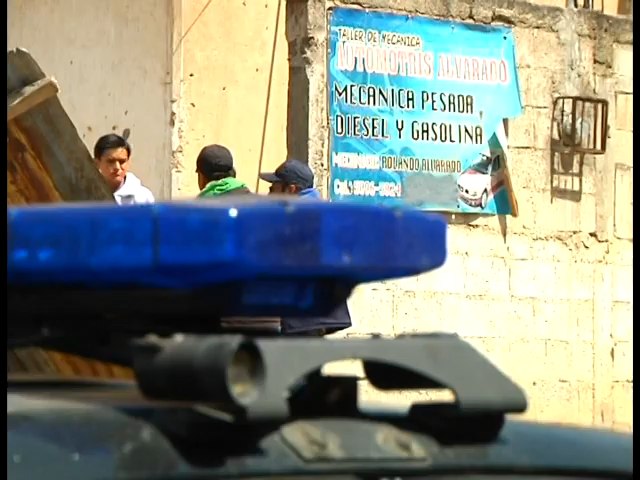 TALLER DE MECANICA
AUTOMOTRIS ALVARADO
MECANICA PESADA,
DIESEL Y GASOLINA
ROLANDO ALVARADO